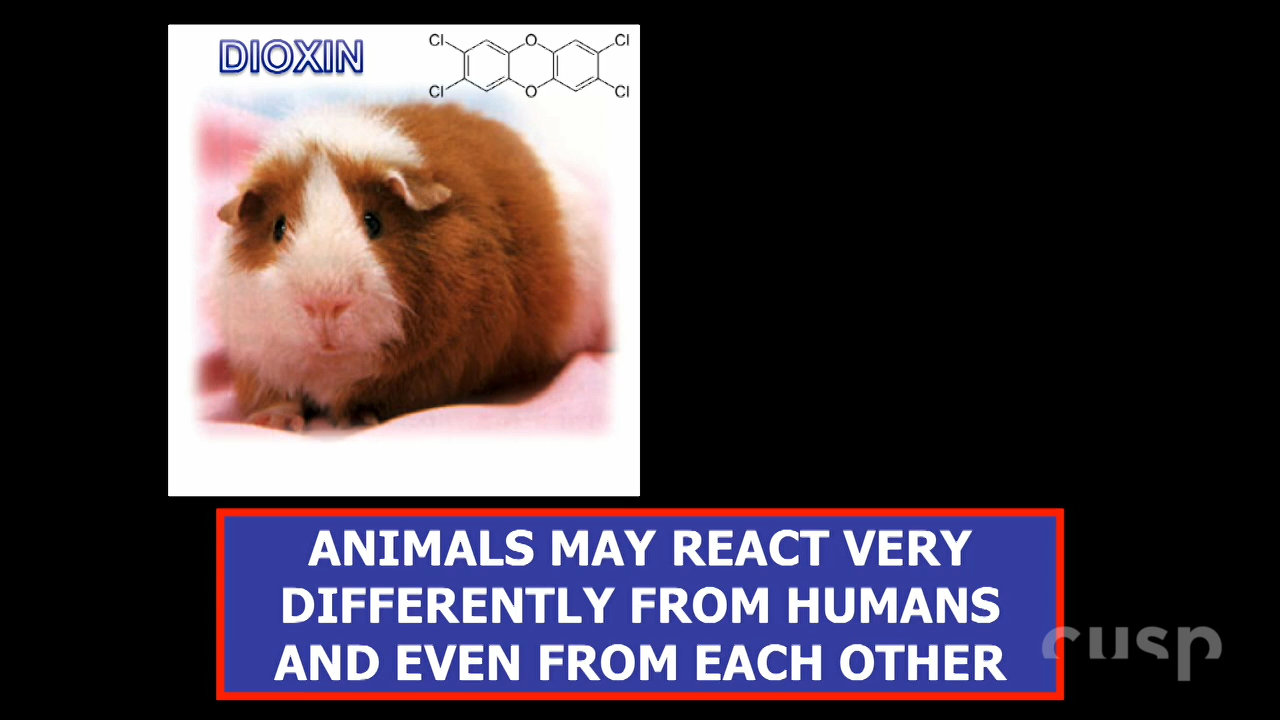 DIOXIN
Cl O Cl
Cl O Cl
ANIMALS MAY REACT VERY
DIFFERENTLY FROM HUMANS
AND EVEN FROM EACH OTHER
cusp